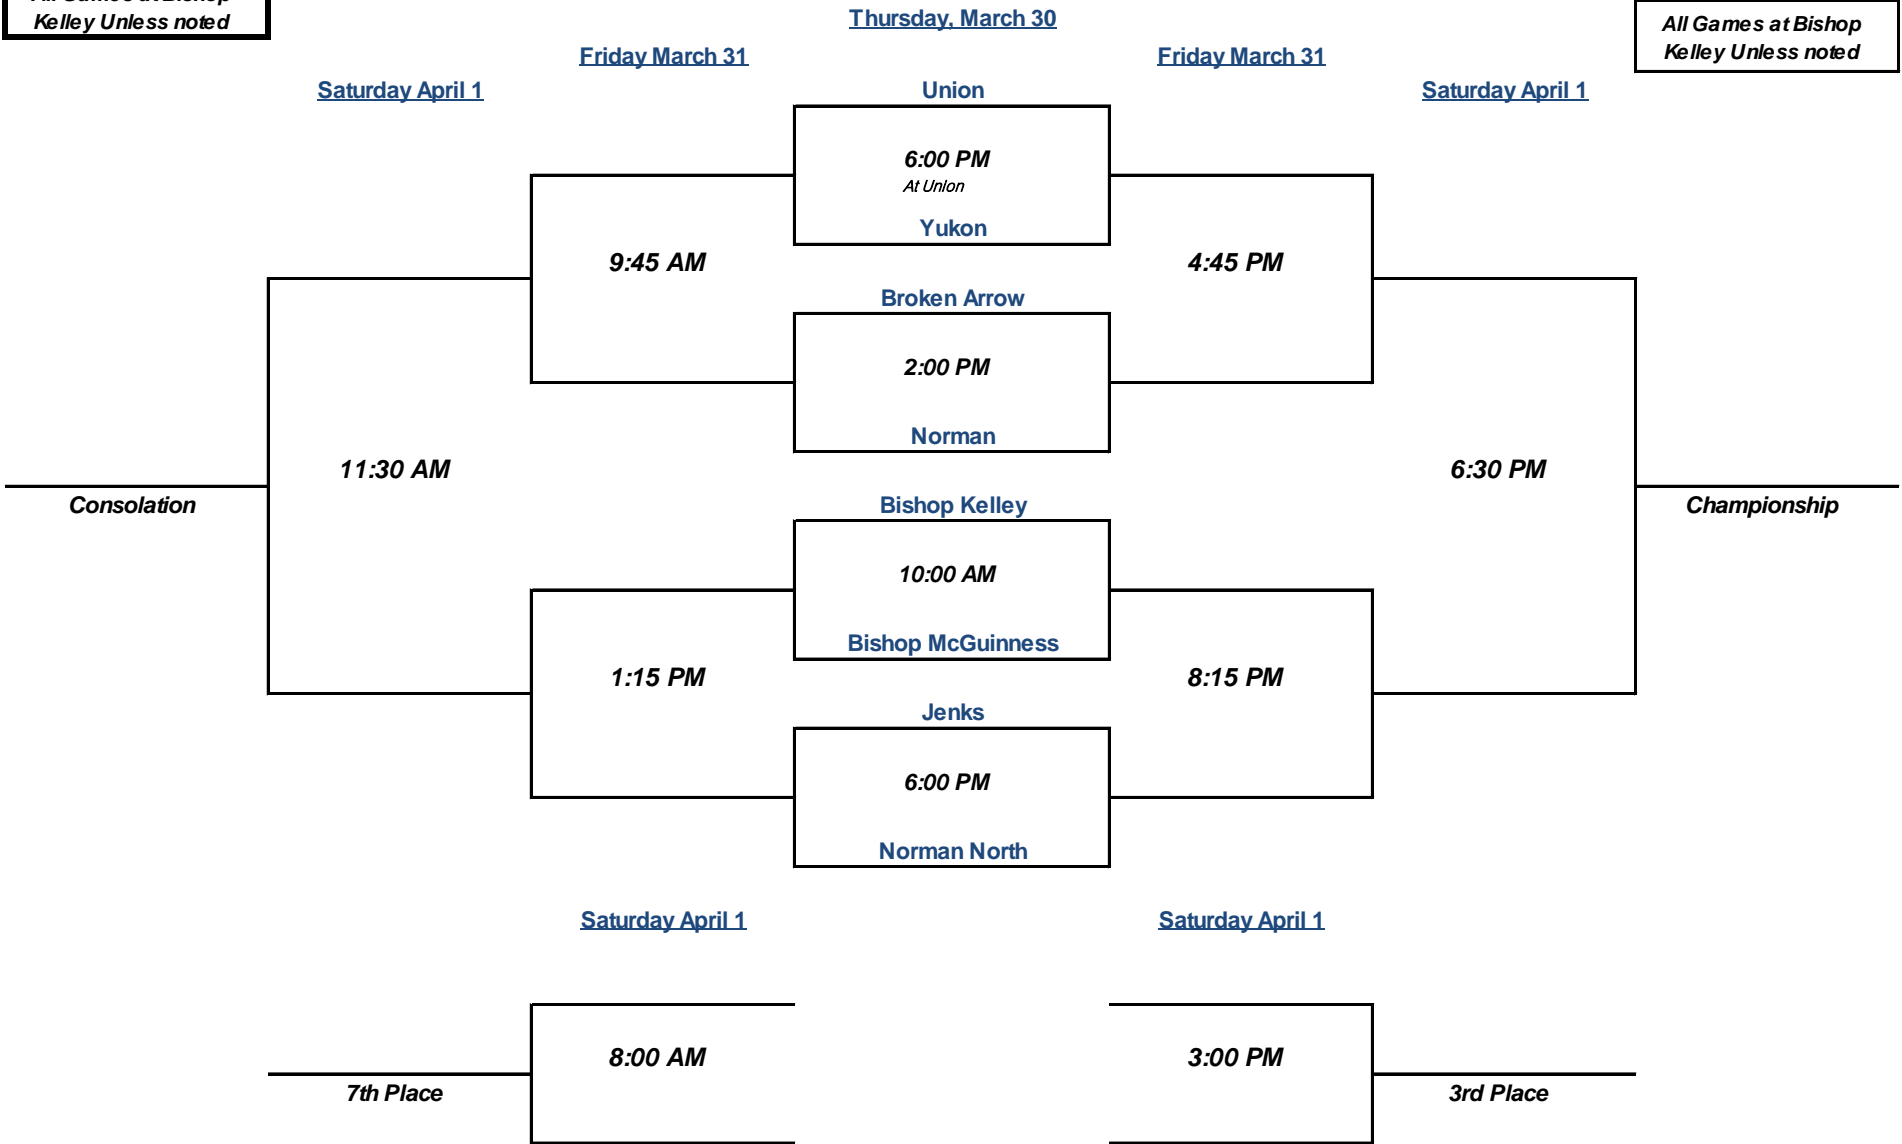 All Games at Bishop
Kelley Unless noted
Thursday, March 30
All Games at Bishop
Kelley Unless noted
Friday March 31
Friday March 31
Saturday April 1
Union
Saturday April 1
6:00 PM
At Union
Yukon
9:45 AM
4:45 PM
Broken Arrow
2:00 PM
Norman
11:30 AM
6:30 PM
Consolation
Bishop Kelley
Championship
10:00 AM
Bishop McGuinness
1:15 PM
8:15 PM
Jenks
6:00 PM
Norman North
Saturday April 1
Saturday April 1
8:00 AM
3:00 PM
7th Place
3rd Place